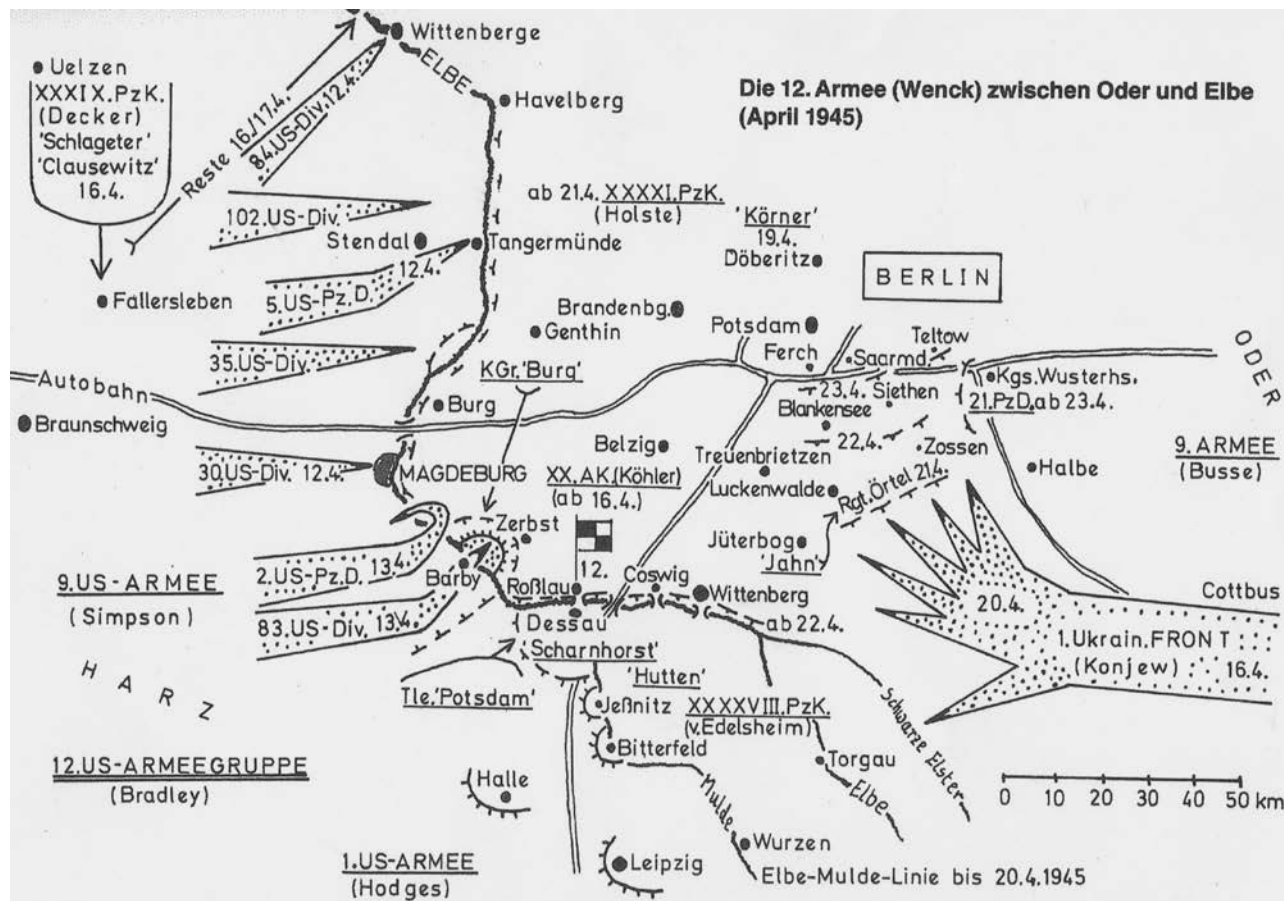 Die 12. Armee (Wenck) zwischen Oder und Elbe
(April 1945)
Wittenberge
Uelzen
XXXIX.PzK.
(Decker)
'Schlageter'
'Clausewitz'
16.4.
Reste 16./17.4.
84.US-Div.12.4.
ELBE
Havelberg
102.US-Div.
ab 21.4. XXXXI.PzK.
(Holste)
'Körner'
19.4.
Döberitz
Stendal
Tangermünde
BERLIN
Fallersleben
5.US-Pz.D.
12.4.
Brandenbg.
Genthin
Potsdam
Teltow
Ferch
Saarmd.
ODER
35.US-Div.
KGr.'Burg'
Autobahn
23.4.
Siethen
Kgs.Wusterhs.
21.PzD.ab 23.4.
Burg
Blankensee
Braunschweig
Belzig
22.4.
Zossen
Treuenbrietzen
9.ARMEE
(Busse)
30.US-Div. 12.4.
MAGDEBURG
XX.AK.(Köhler)
(ab 16.4.)
Luckenwalde
Halbe
Rgt.Örtel 21.4.
Zerbst
Jüterbog
'Jahn'
12.
2.US-Pz.D. 13.4.
Barby
Roßlau
Coswig
Wittenberg
9.US-ARMEE
(Simpson)
20.4.
Cottbus
83.US-Div. 13.4.
Dessau
ab 22.4.
1.Ukrain.FRONT
(Konjew)
16.4.
Scharnhorst'
HARZ
'Hutten'
Tle.'Potsdam'
Jeßnitz
XXXXVIII.PzK.
(v.Edelsheim)
Schwarze Elster
Bitterfeld
12.US-ARMEEGRUPPE
(Bradley)
Torgau
Halle
Mulde
Elbe
0 10 20 30 40 50 km
Wurzen
1.US-ARMEE
(Hodges)
Leipzig
Elbe-Mulde-Linie bis 20.4.1945